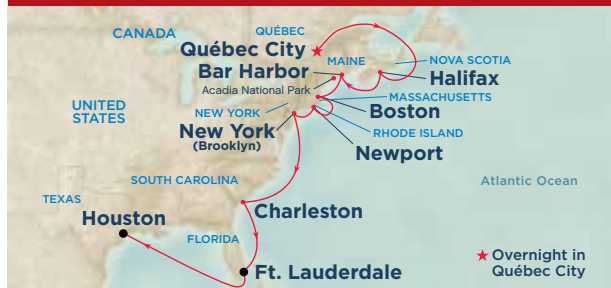 QUÉBEC
CANADA
Québec City
MAINE
NOVA SCOTIA
Bar Harbor
Halifax
Acadia National Park
MASSACHUSETTS
UNITED
STATES
NEW YORK
Boston
New York
(Brooklyn)
RHODE ISLAND
Newport
SOUTH CAROLINA
Atlantic Ocean
TEXAS
Houston
Charleston
FLORIDA
Ft. Lauderdale
★ Overnight in
Québec City